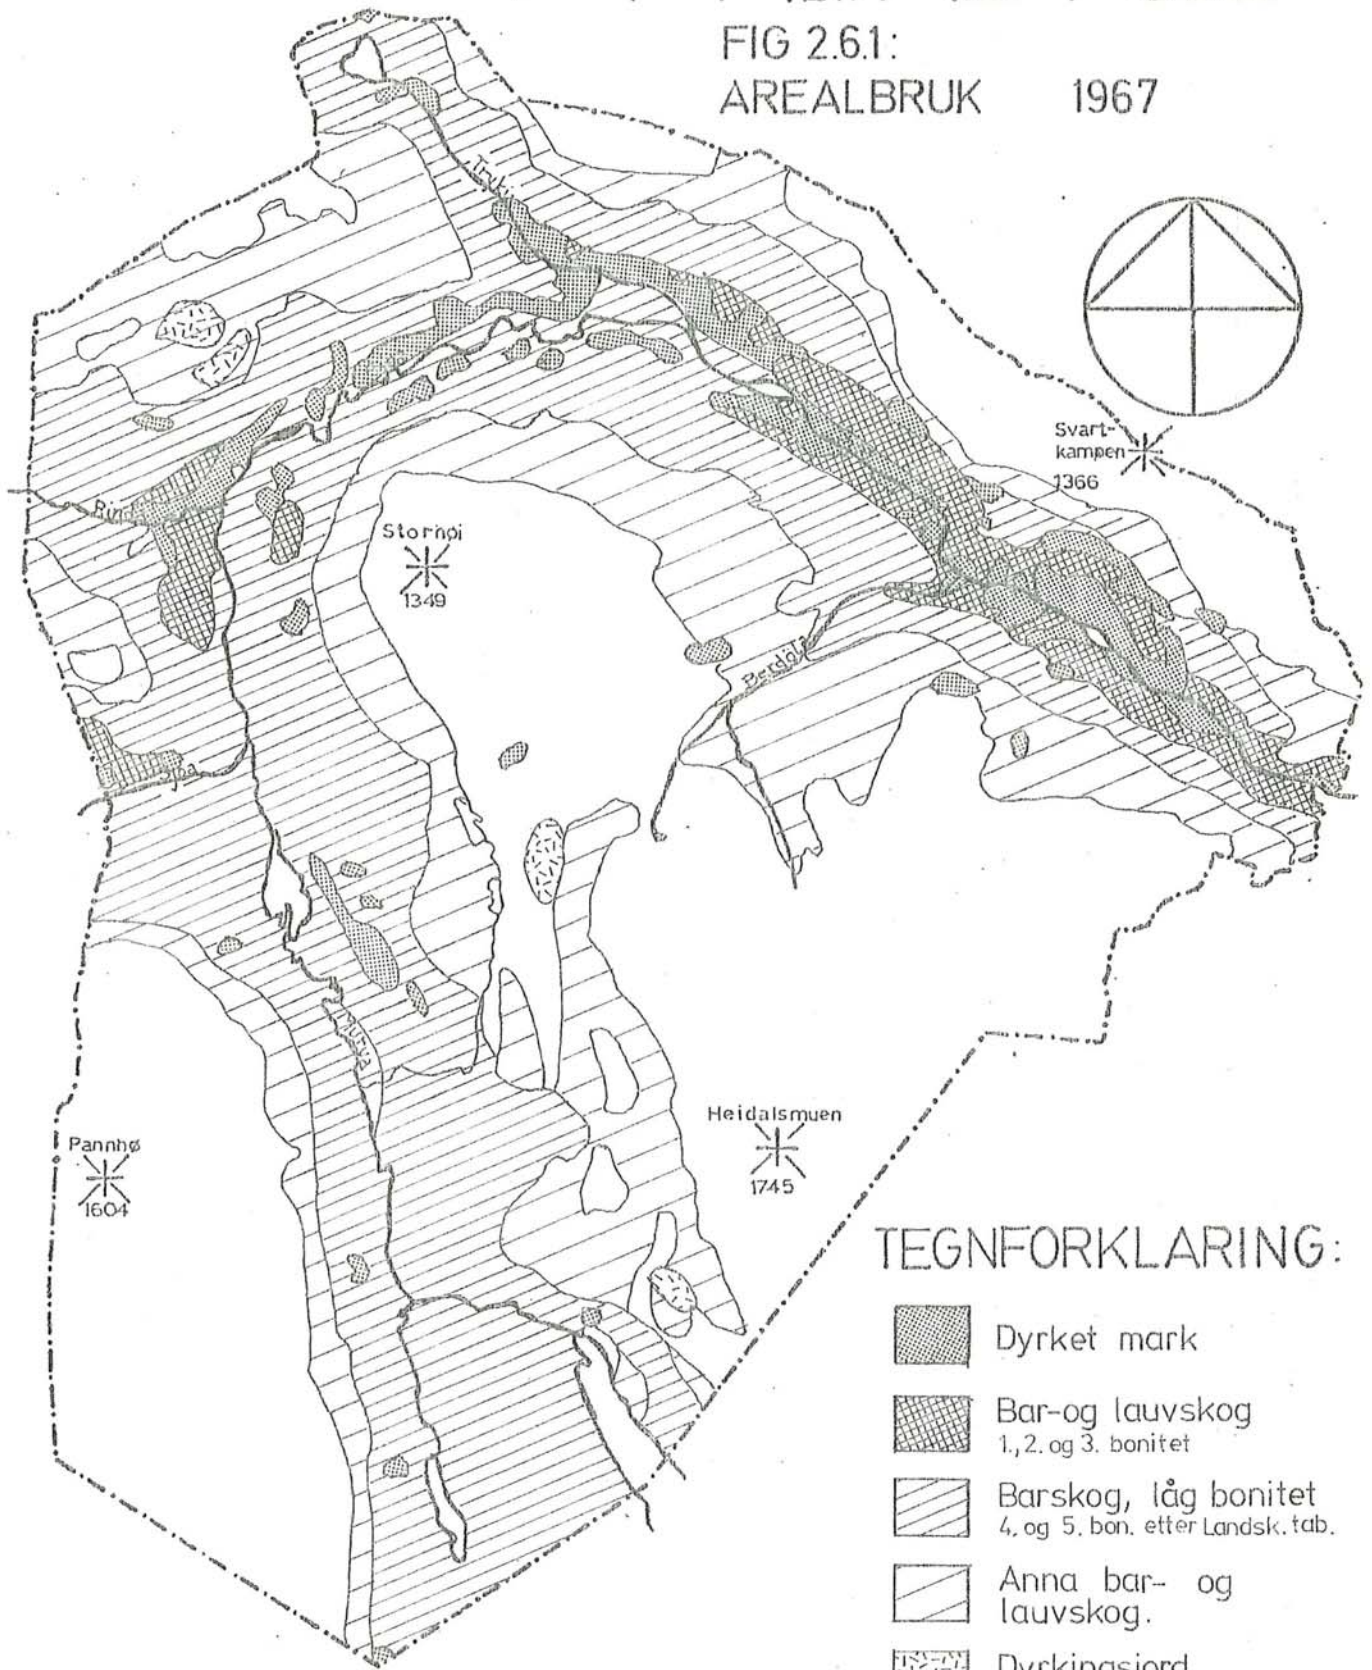 FIG 2.6.1:
AREALBRUK 1967
Svart-
kampen
1366
Storhøi
1349
Murua
Pannhø
1604
Heidalsmuen
1745
TEGNFORKLARING:
Dyrket mark
Bar-og lauvskog
1., 2. og 3. bonitet
Barskog, låg bonitet
4. og 5. bon. etter Landsk. tab.
Anna bar- og
lauvskog.
Dyrkingsjord